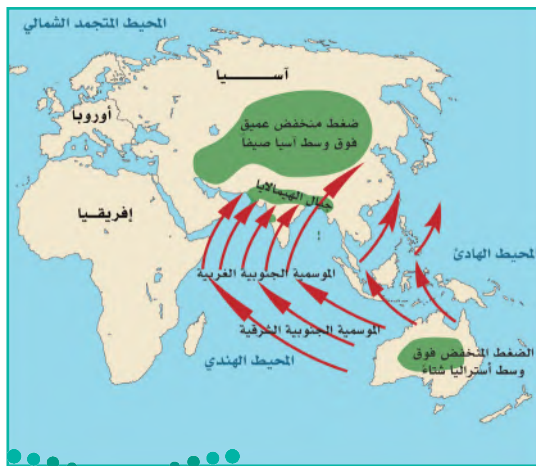 المحيط المتجمد الشمالي
آســـيا
أوروبا
ضغط منخفض عميق
فوق وسط آسيا صيفاً
جبال الهيمالايا
إفريقيا
المحيط الهادئ
الموسمية الجنوبية الغربية
الموسمية الجنوبية الشرقية
المحيط الهندي
الضغط المنخفض فوق
وسط أستراليا شتاءً